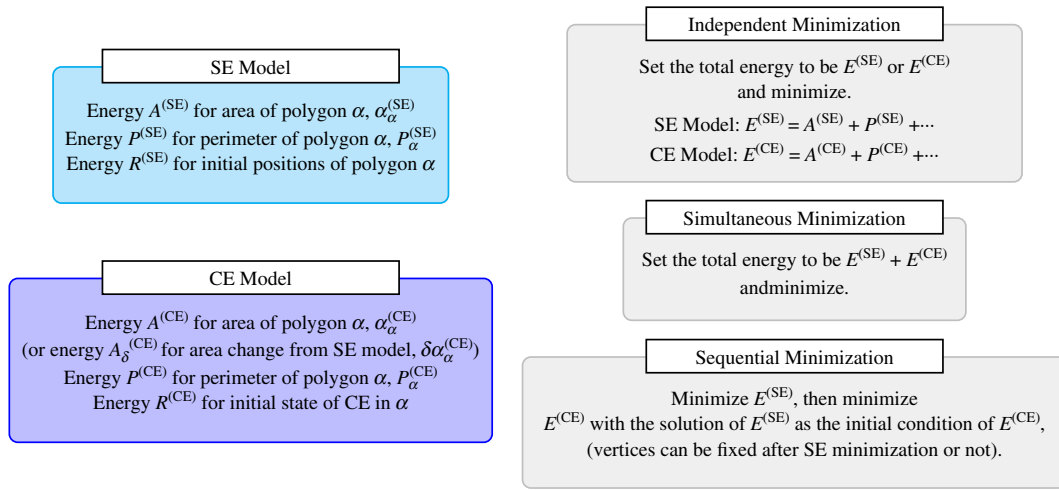 SE Model
Energy A^(SE) for area of polygon α, α_α^(SE)
Energy P^(SE) for perimeter of polygon α, P_α^(SE)
Energy R^(SE) for initial positions of polygon α
CE Model
Energy A^(CE) for area of polygon α, α_α^(CE)
(or energy A_δ^(CE) for area change from SE model, δα_α^(CE))
Energy P^(CE) for perimeter of polygon α, P_α^(CE)
Energy R^(CE) for initial state of CE in α
Independent Minimization
Set the total energy to be E^(SE) or E^(CE)
and minimize.
SE Model: E^(SE) = A^(SE) + P^(SE) +⋯
CE Model: E^(CE) = A^(CE) + P^(CE) +⋯
Simultaneous Minimization
Set the total energy to be E^(SE) + E^(CE)
andminimize.
Sequential Minimization
Minimize E^(SE), then minimize
E^(CE) with the solution of E^(SE) as the initial condition of E^(CE),
(vertices can be fixed after SE minimization or not).